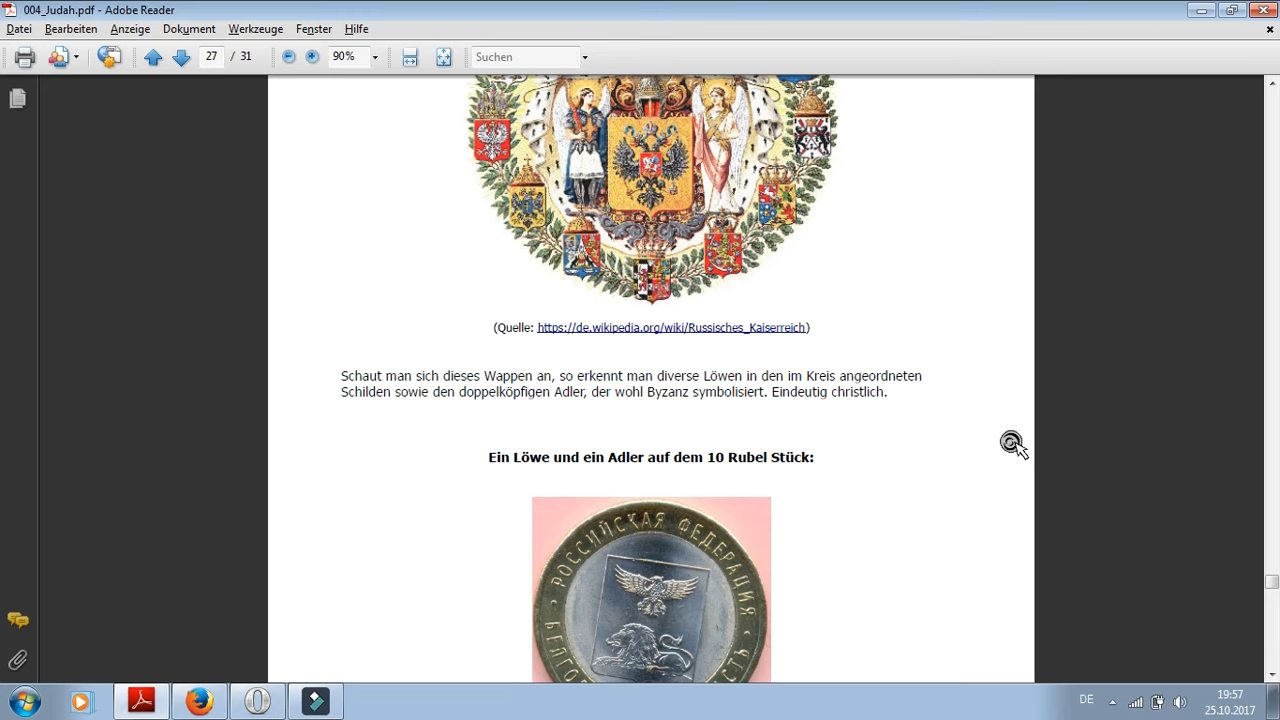 004_Judah.pdf - Adobe Reader
Datei Bearbeiten Anzeige Dokument Werkzeuge Fenster Hilfe
27 / 31 90% Suchen
(Quelle: https://de.wikipedia.org/wiki/Russisches_Kaiserreich)
Schaut man sich dieses Wappen an, so erkennt man diverse Löwen in den im Kreis angeordneten
Schilden sowie den doppelköpfigen Adler, der wohl Byzanz symbolisiert. Eindeutig christlich.
Ein Löwe und ein Adler auf dem 10 Rubel Stück:
РОССИЙСКАЯ ФЕДЕРАЦИЯ
DE
19:57
25.10.2017